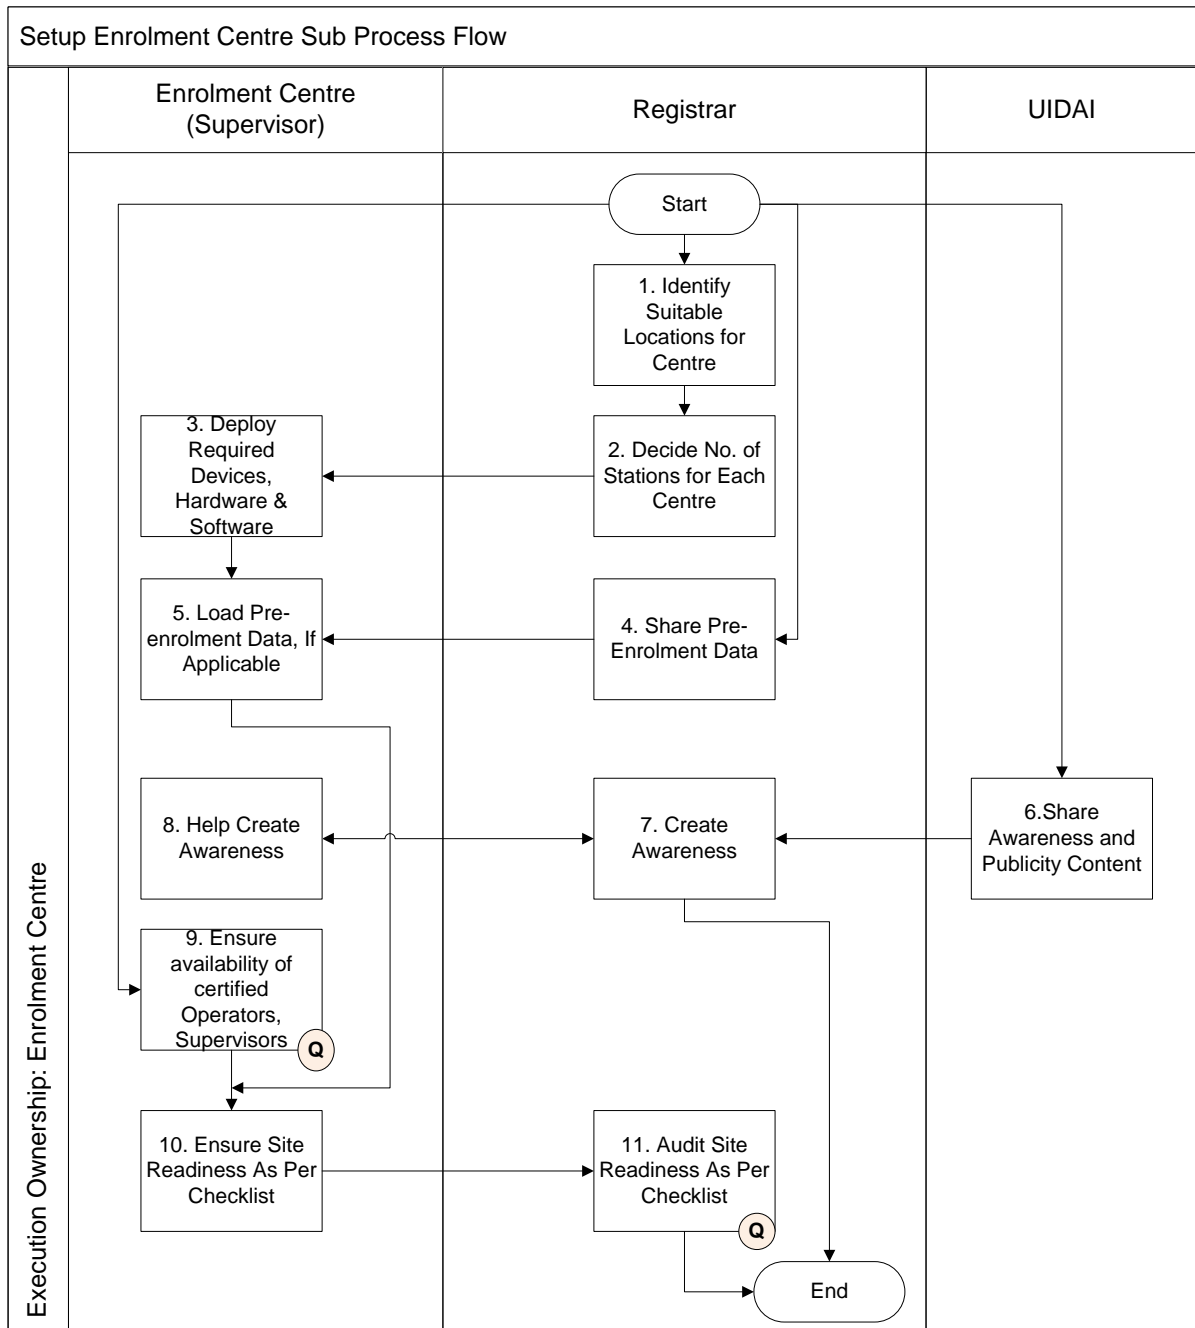 Setup Enrolment Centre Sub Process Flow
Enrolment Centre
(Supervisor)
Registrar
UIDAI
Start
1. Identify
Suitable
Locations for
Centre
3. Deploy
Required
Devices,
Hardware &
Software
2. Decide No. of
Stations for Each
Centre
5. Load Pre-
enrolment Data, If
Applicable
4. Share Pre-
Enrolment Data
8. Help Create
Awareness
7. Create
Awareness
6.Share
Awareness and
Publicity Content
9. Ensure
availability of
certified
Operators,
Supervisors
Q
10. Ensure Site
Readiness As Per
Checklist
11. Audit Site
Readiness As Per
Checklist
Q
End
Execution Ownership: Enrolment Centre